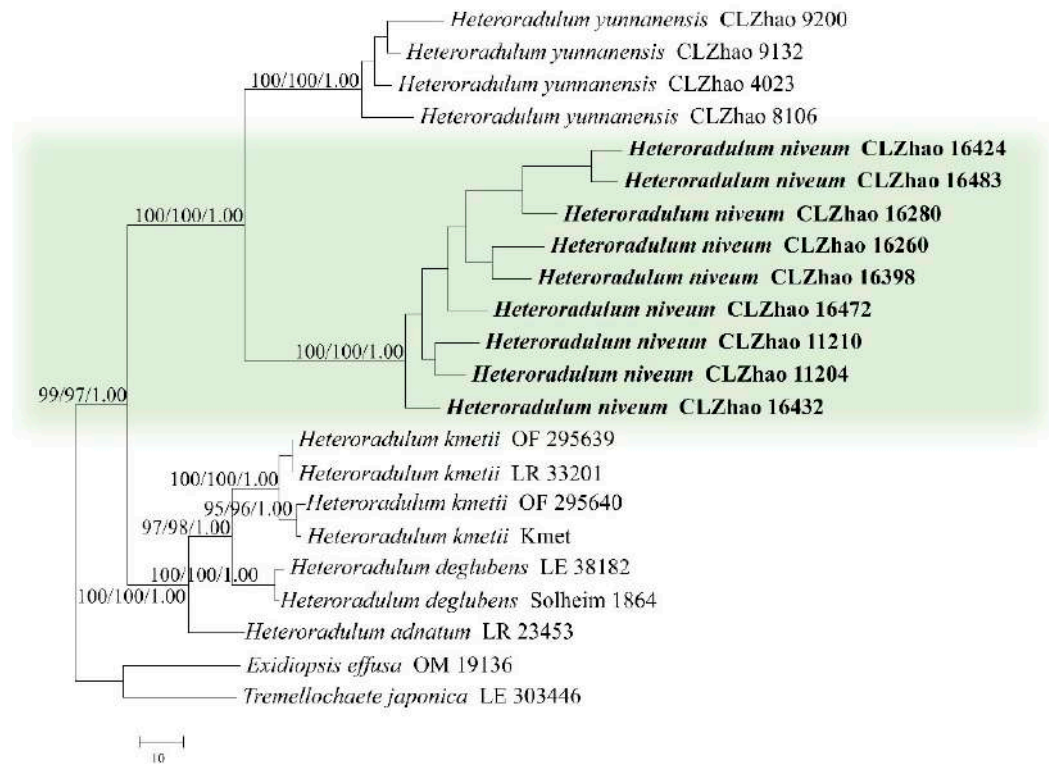 Heteroradulum yunnanensis CLZhao 9200
Heteroradulum yunnanensis CLZhao 9132
100/100/1.00
Heteroradulum yunnanensis CLZhao 4023
Heteroradulum yunnanensis CLZhao 8106
Heteroradulum niveum CLZhao 16424
Heteroradulum niveum CLZhao 16483
100/100/1.00
Heteroradulum niveum CLZhao 16280
Heteroradulum niveum CLZhao 16260
Heteroradulum niveum CLZhao 16398
Heteroradulum niveum CLZhao 16472
Heteroradulum niveum CLZhao 11210
100/100/1.00
Heteroradulum niveum CLZhao 11204
99/97/1.00
Heteroradulum niveum CLZhao 16432
Heteroradulum kmetii OF 295639
100/100/1.00
Heteroradulum kmetii LR 33201
95/96/1.00
Heteroradulum kmetii OF 295640
97/98/1.00
Heteroradulum kmetii Kmet
100/100/1.00
Heteroradulum deglubens LE 38182
100/100/1.00
Heteroradulum deglubens Solheim 1864
Heteroradulum adnatum LR 23453
Exidiopsis effusa OM 19136
Tremellochaete japonica LE 303446
10